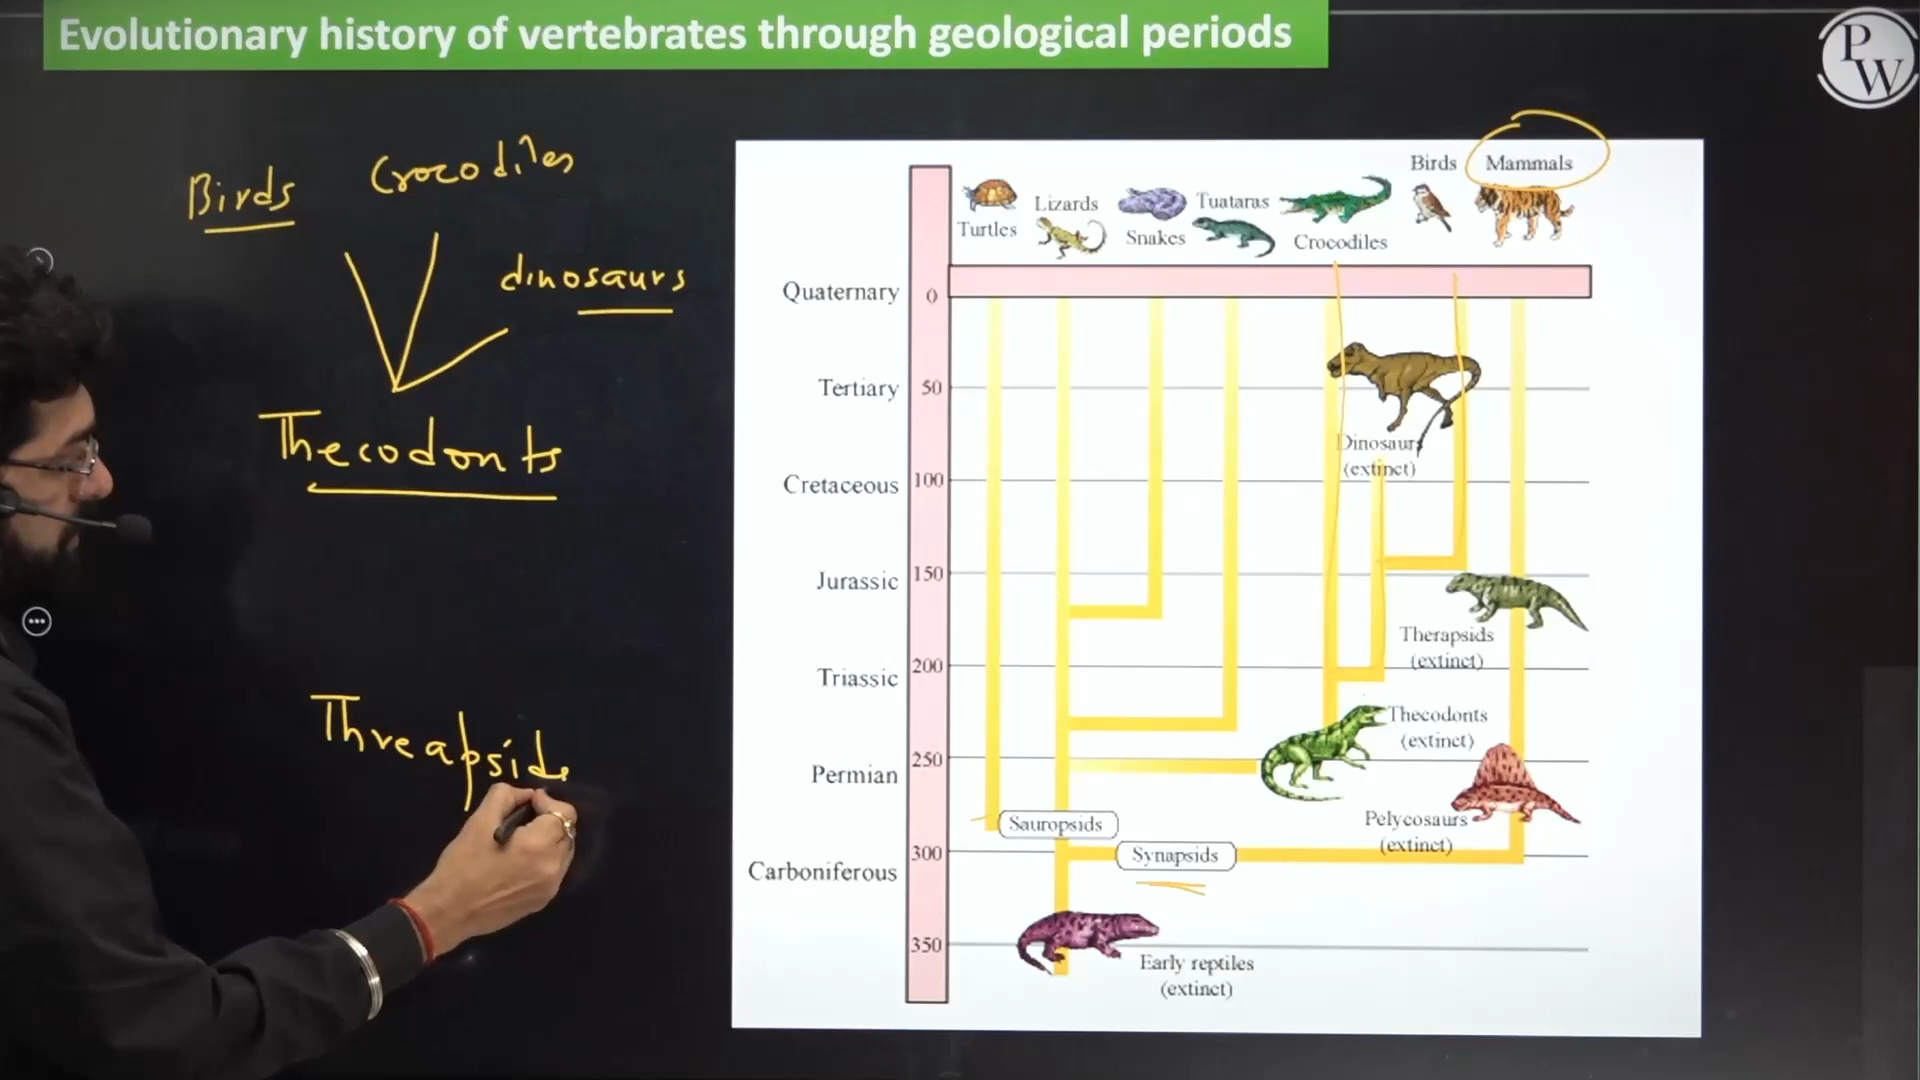 Evolutionary history of vertebrates through geological periods
PW
Birds
Crocodiles
dinosaurs
Thecodonts
Threapside
Birds
Mammals
Lizards
Tuataras
Turtles
Snakes
Crocodiles
Quaternary
0
Tertiary
50
Dinosaurs
(extinct)
Cretaceous
100
Jurassic
150
Therapsids
(extinct)
Triassic
200
Thecodonts
(extinct)
Permian
250
Pelycosaurs
(extinct)
Sauropsids
Synapsids
Carboniferous
300
350
Early reptiles
(extinct)